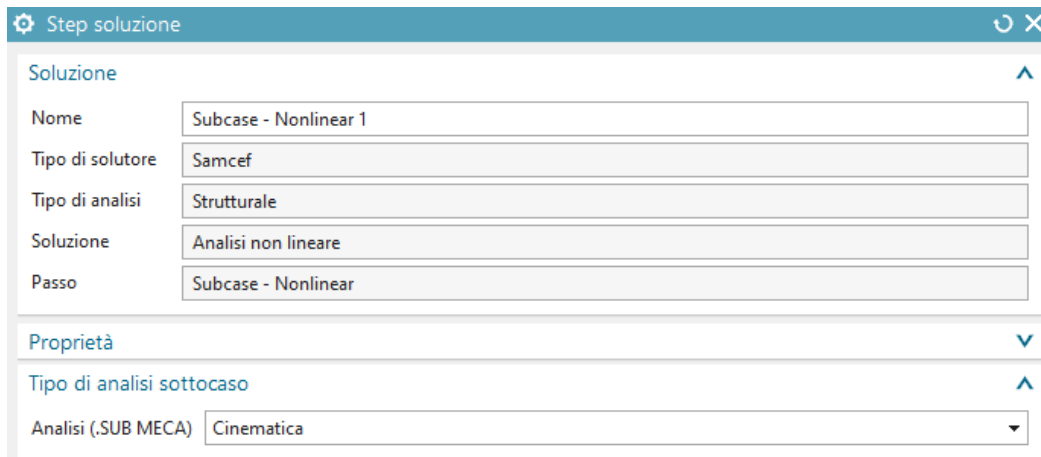 Step soluzione
Soluzione
Nome Subcase - Nonlinear 1
Tipo di solutore Samcef
Tipo di analisi Strutturale
Soluzione Analisi non lineare
Passo Subcase - Nonlinear
Proprietà
Tipo di analisi sottocaso
Analisi (.SUB MECA) Cinematica